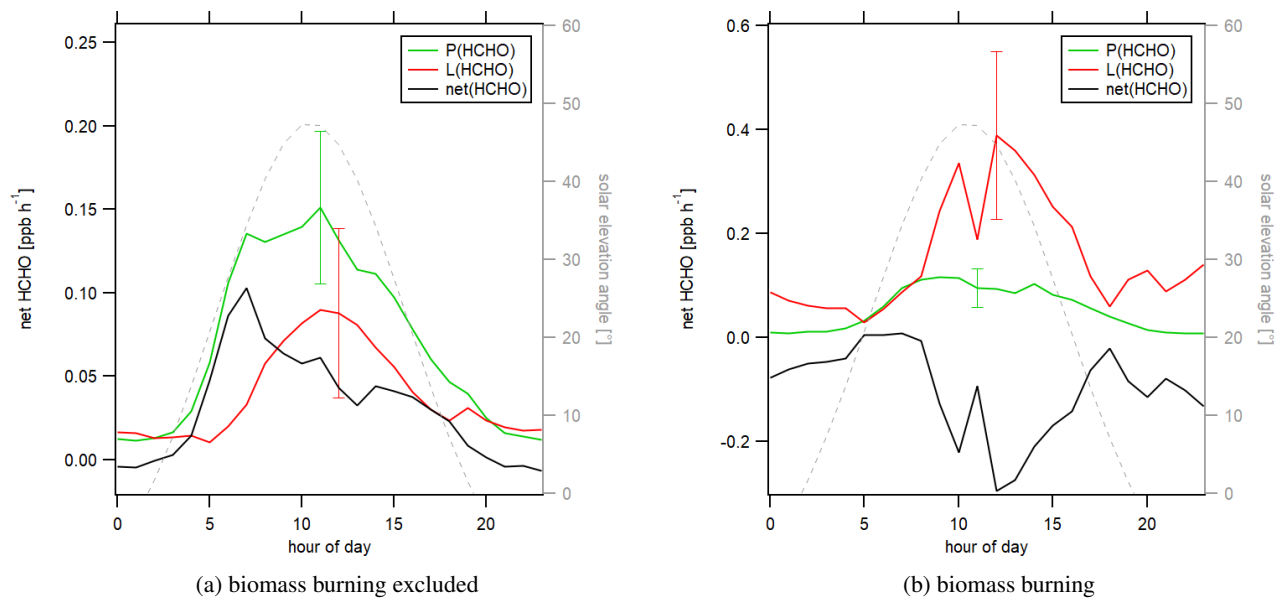 0.25
0.20
0.15
0.10
0.05
0.00
net HCHO [ppb h⁻¹]
P(HCHO)
L(HCHO)
net(HCHO)
60
50
40
30
20
10
0
solar elevation angle [°]
0 5 10 15 20
hour of day
(a) biomass burning excluded
0.6
0.4
0.2
0.0
-0.2
net HCHO [ppb h⁻¹]
P(HCHO)
L(HCHO)
net(HCHO)
60
50
40
30
20
10
0
solar elevation angle [°]
0 5 10 15 20
hour of day
(b) biomass burning